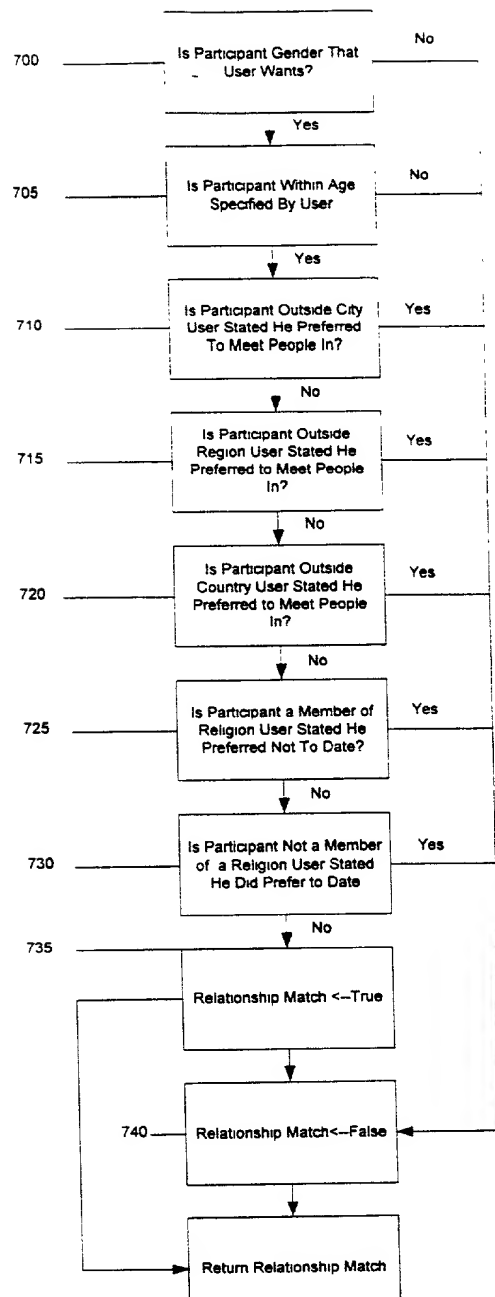 No
700
Is Participant Gender That
User Wants?
Yes
No
705
Is Participant Within Age
Specified By User
Yes
Yes
710
Is Participant Outside City
User Stated He Preferred
To Meet People In?
No
Yes
715
Is Participant Outside
Region User Stated He
Preferred to Meet People
In?
No
Yes
720
Is Participant Outside
Country User Stated He
Preferred to Meet People
In?
No
Yes
725
Is Participant a Member of
Religion User Stated He
Preferred Not To Date?
No
Yes
730
Is Participant Not a Member
of a Religion User Stated
He Did Prefer to Date
No
735
Relationship Match <--True
740
Relationship Match<--False
Return Relationship Match